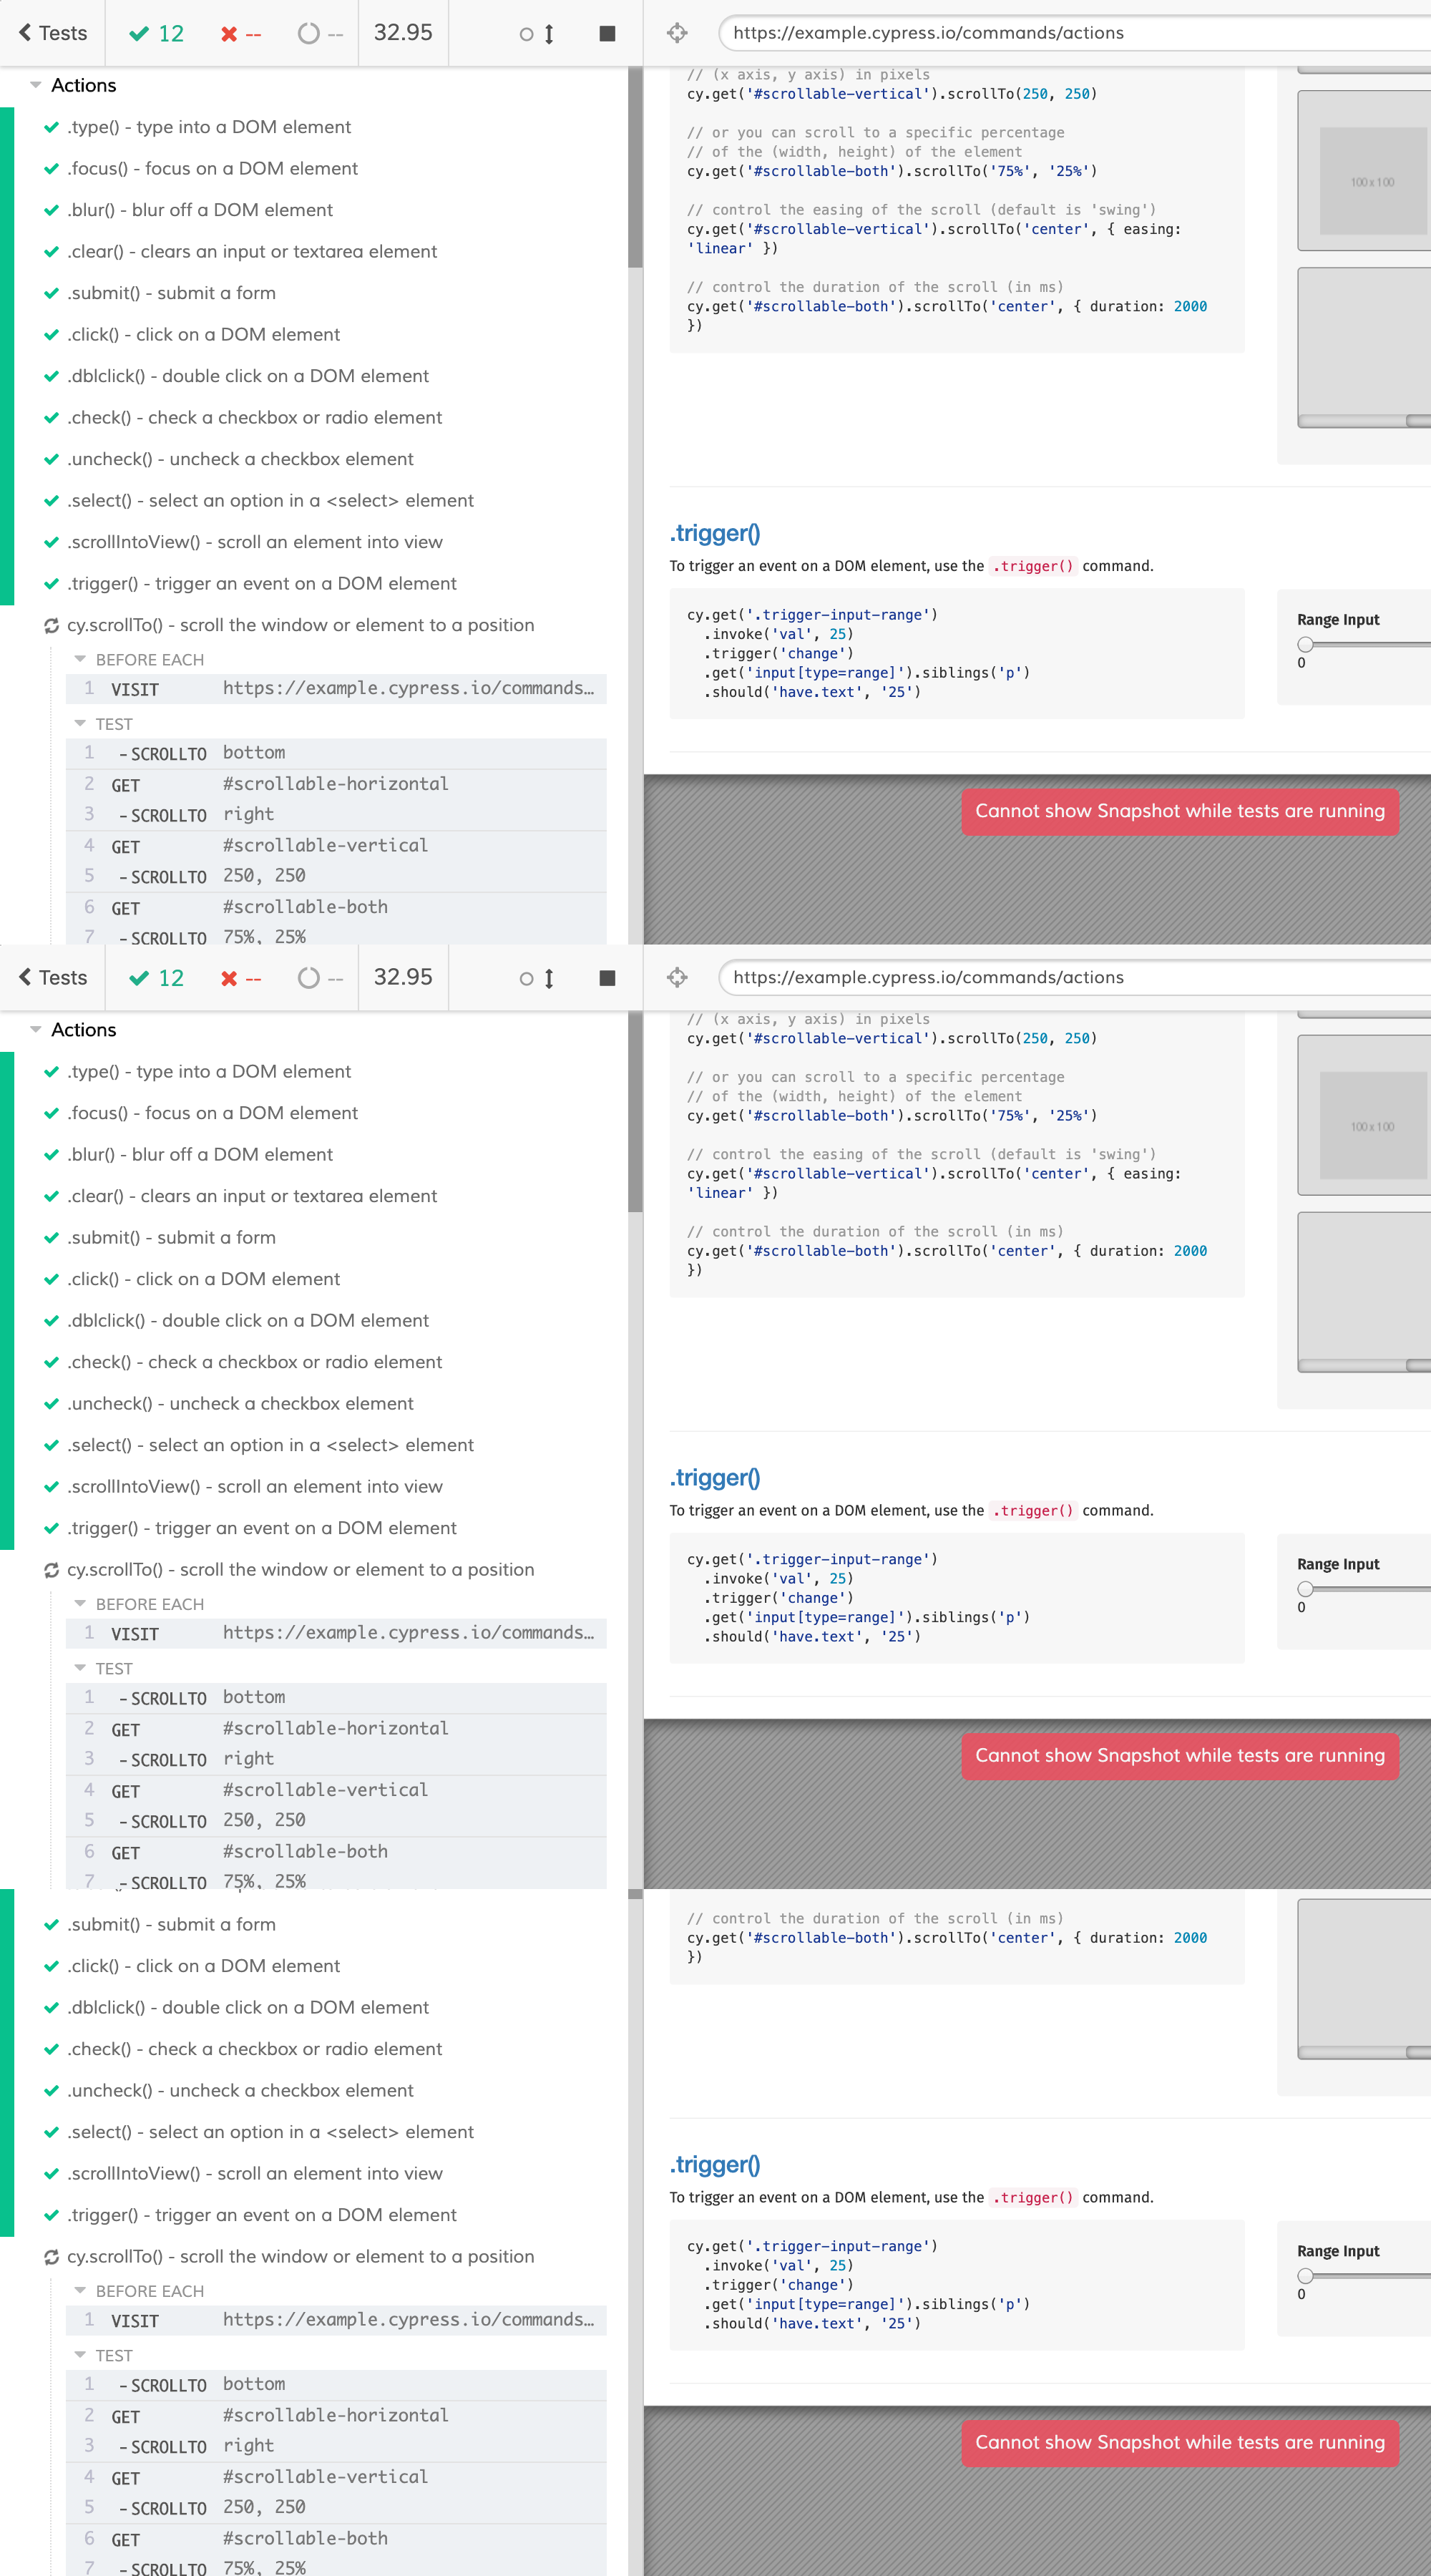 Tests 12 -- -- 32.95
https://example.cypress.io/commands/actions
Actions
.type() - type into a DOM element
.focus() - focus on a DOM element
.blur() - blur off a DOM element
.clear() - clears an input or textarea element
.submit() - submit a form
.click() - click on a DOM element
.dblclick() - double click on a DOM element
.check() - check a checkbox or radio element
.uncheck() - uncheck a checkbox element
.select() - select an option in a <select> element
.scrollIntoView() - scroll an element into view
.trigger() - trigger an event on a DOM element
cy.scrollTo() - scroll the window or element to a position
BEFORE EACH
1 VISIT https://example.cypress.io/commands…
TEST
1 - SCROLLTO bottom
2 GET #scrollable-horizontal
3 - SCROLLTO right
4 GET #scrollable-vertical
5 - SCROLLTO 250, 250
6 GET #scrollable-both
7 - SCROLLTO 75%, 25%
// (x axis, y axis) in pixels
cy.get('#scrollable-vertical').scrollTo(250, 250)
// or you can scroll to a specific percentage
// of the (width, height) of the element
cy.get('#scrollable-both').scrollTo('75%', '25%')
// control the easing of the scroll (default is 'swing')
cy.get('#scrollable-vertical').scrollTo('center', { easing:
'linear' })
// control the duration of the scroll (in ms)
cy.get('#scrollable-both').scrollTo('center', { duration: 2000
})
100 x 100
.trigger()
To trigger an event on a DOM element, use the .trigger() command.
cy.get('.trigger-input-range')
.invoke('val', 25)
.trigger('change')
.get('input[type=range]').siblings('p')
.should('have.text', '25')
Range Input
0
Cannot show Snapshot while tests are running
Tests 12 -- -- 32.95
https://example.cypress.io/commands/actions
Actions
.type() - type into a DOM element
.focus() - focus on a DOM element
.blur() - blur off a DOM element
.clear() - clears an input or textarea element
.submit() - submit a form
.click() - click on a DOM element
.dblclick() - double click on a DOM element
.check() - check a checkbox or radio element
.uncheck() - uncheck a checkbox element
.select() - select an option in a <select> element
.scrollIntoView() - scroll an element into view
.trigger() - trigger an event on a DOM element
cy.scrollTo() - scroll the window or element to a position
BEFORE EACH
1 VISIT https://example.cypress.io/commands…
TEST
1 - SCROLLTO bottom
2 GET #scrollable-horizontal
3 - SCROLLTO right
4 GET #scrollable-vertical
5 - SCROLLTO 250, 250
6 GET #scrollable-both
7 - SCROLLTO 75%, 25%
// (x axis, y axis) in pixels
cy.get('#scrollable-vertical').scrollTo(250, 250)
// or you can scroll to a specific percentage
// of the (width, height) of the element
cy.get('#scrollable-both').scrollTo('75%', '25%')
// control the easing of the scroll (default is 'swing')
cy.get('#scrollable-vertical').scrollTo('center', { easing:
'linear' })
// control the duration of the scroll (in ms)
cy.get('#scrollable-both').scrollTo('center', { duration: 2000
})
100 x 100
.trigger()
To trigger an event on a DOM element, use the .trigger() command.
cy.get('.trigger-input-range')
.invoke('val', 25)
.trigger('change')
.get('input[type=range]').siblings('p')
.should('have.text', '25')
Range Input
0
Cannot show Snapshot while tests are running
.submit() - submit a form
.click() - click on a DOM element
.dblclick() - double click on a DOM element
.check() - check a checkbox or radio element
.uncheck() - uncheck a checkbox element
.select() - select an option in a <select> element
.scrollIntoView() - scroll an element into view
.trigger() - trigger an event on a DOM element
cy.scrollTo() - scroll the window or element to a position
BEFORE EACH
1 VISIT https://example.cypress.io/commands…
TEST
1 - SCROLLTO bottom
2 GET #scrollable-horizontal
3 - SCROLLTO right
4 GET #scrollable-vertical
5 - SCROLLTO 250, 250
6 GET #scrollable-both
7 - SCROLLTO 75%, 25%
// control the duration of the scroll (in ms)
cy.get('#scrollable-both').scrollTo('center', { duration: 2000
})
.trigger()
To trigger an event on a DOM element, use the .trigger() command.
cy.get('.trigger-input-range')
.invoke('val', 25)
.trigger('change')
.get('input[type=range]').siblings('p')
.should('have.text', '25')
Range Input
0
Cannot show Snapshot while tests are running